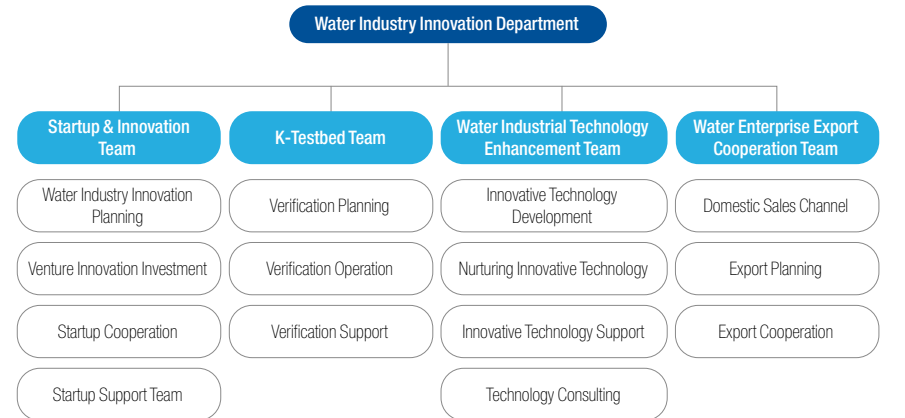 Water Industry Innovation Department
Startup & Innovation
Team
K-Testbed Team
Water Industrial Technology
Enhancement Team
Water Enterprise Export
Cooperation Team
Water Industry Innovation
Planning
Venture Innovation Investment
Startup Cooperation
Startup Support Team
Verification Planning
Verification Operation
Verification Support
Innovative Technology
Development
Nurturing Innovative Technology
Innovative Technology Support
Technology Consulting
Domestic Sales Channel
Export Planning
Export Cooperation